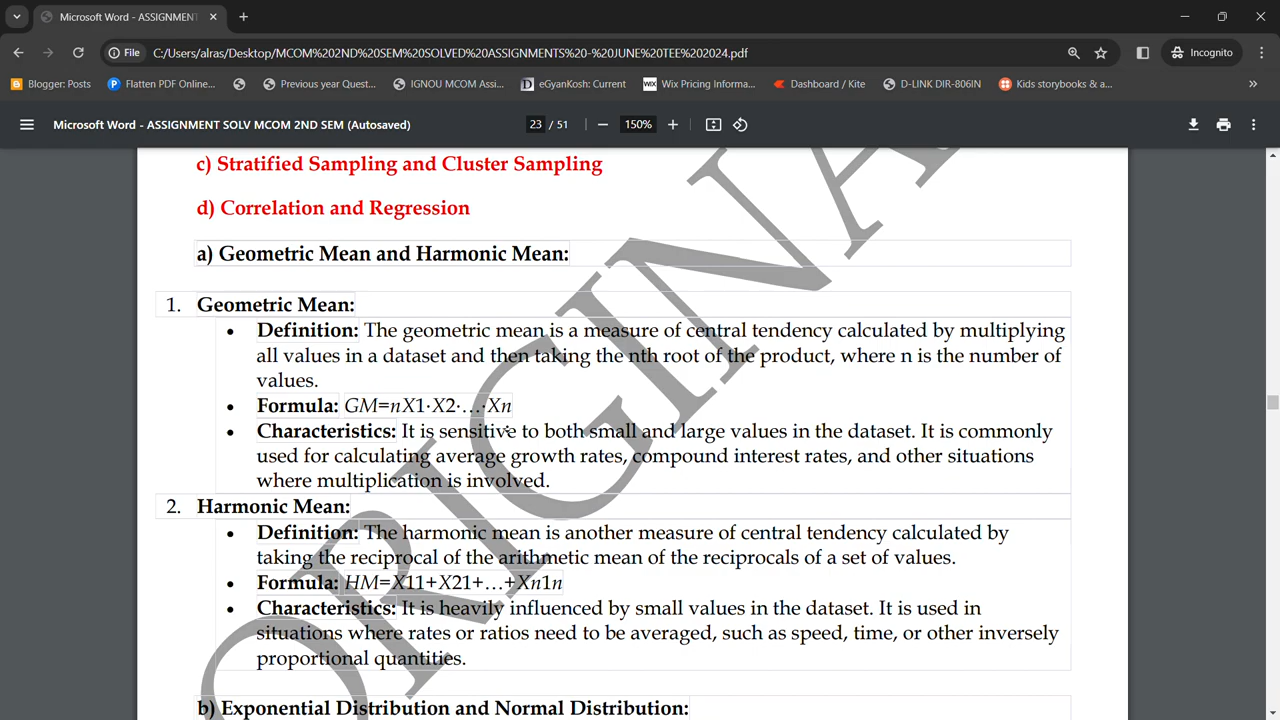 Microsoft Word - ASSIGNMENT
File C:/Users/alras/Desktop/MCOM%202ND%20SEM%20SOLVED%20ASSIGNMENTS%20-%20JUNE%20TEE%202024.pdf Incognito
Blogger: Posts Flatten PDF Online... Previous year Quest... IGNOU MCOM Assi... eGyanKosh: Current WIX Wix Pricing Informa... Dashboard / Kite D-LINK DIR-806IN Kids storybooks & a... »
Microsoft Word - ASSIGNMENT SOLV MCOM 2ND SEM (Autosaved) 23 / 51 − 150% +
c) Stratified Sampling and Cluster Sampling
d) Correlation and Regression
a) Geometric Mean and Harmonic Mean:
1. Geometric Mean:
• Definition: The geometric mean is a measure of central tendency calculated by multiplying
all values in a dataset and then taking the nth root of the product, where n is the number of
values.
• Formula: GM=nX1·X2·…·Xn
• Characteristics: It is sensitive to both small and large values in the dataset. It is commonly
used for calculating average growth rates, compound interest rates, and other situations
where multiplication is involved.
2. Harmonic Mean:
• Definition: The harmonic mean is another measure of central tendency calculated by
taking the reciprocal of the arithmetic mean of the reciprocals of a set of values.
• Formula: HM=X11+X21+…+Xn1n
• Characteristics: It is heavily influenced by small values in the dataset. It is used in
situations where rates or ratios need to be averaged, such as speed, time, or other inversely
proportional quantities.
b) Exponential Distribution and Normal Distribution:
ORIGINA